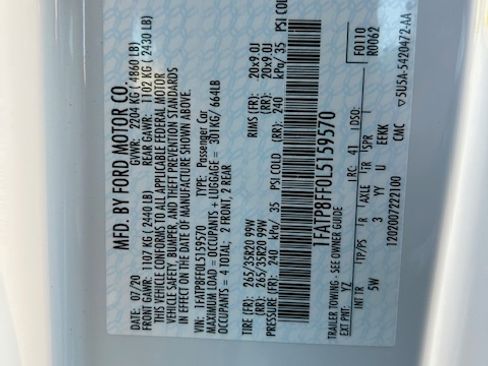 MFD. BY FORD MOTOR CO.
DATE: 07/20 GVWR: 2204 KG ( 4860 LB)
FRONT GAWR: 1107 KG ( 2440 LB) REAR GAWR: 1102 KG ( 2430 LB)
THIS VEHICLE CONFORMS TO ALL APPLICABLE FEDERAL MOTOR
VEHICLE SAFETY, BUMPER, AND THEFT PREVENTION STANDARDS
IN EFFECT ON THE DATE OF MANUFACTURE SHOWN ABOVE.
VIN: 1FATP8FF0L5159570 TYPE: Passenger Car
MAXIMUM LOAD = OCCUPANTS + LUGGAGE = 301KG/ 664LB
OCCUPANTS = 4 TOTAL; 2 FRONT, 2 REAR
TIRE (FR): 265/35R20 99W RIMS (FR): 20x9.0J
(RR): 265/35R20 99W (RR): 20x9.0J
PRESSURE (FR): 240 kPa/ 35 PSI COLD (RR): 240 kPa/ 35 PSI COLD
1FATP8FF0L5159570
TRAILER TOWING - SEE OWNER GUIDE
EXT PNT: YZ RC: 41 DSO: F0110
R0062
INT TR TP/PS R AXLE TR SPR
5W 3 YY U EKRK
1202007222100 CMC 5U5A-5420472-AA